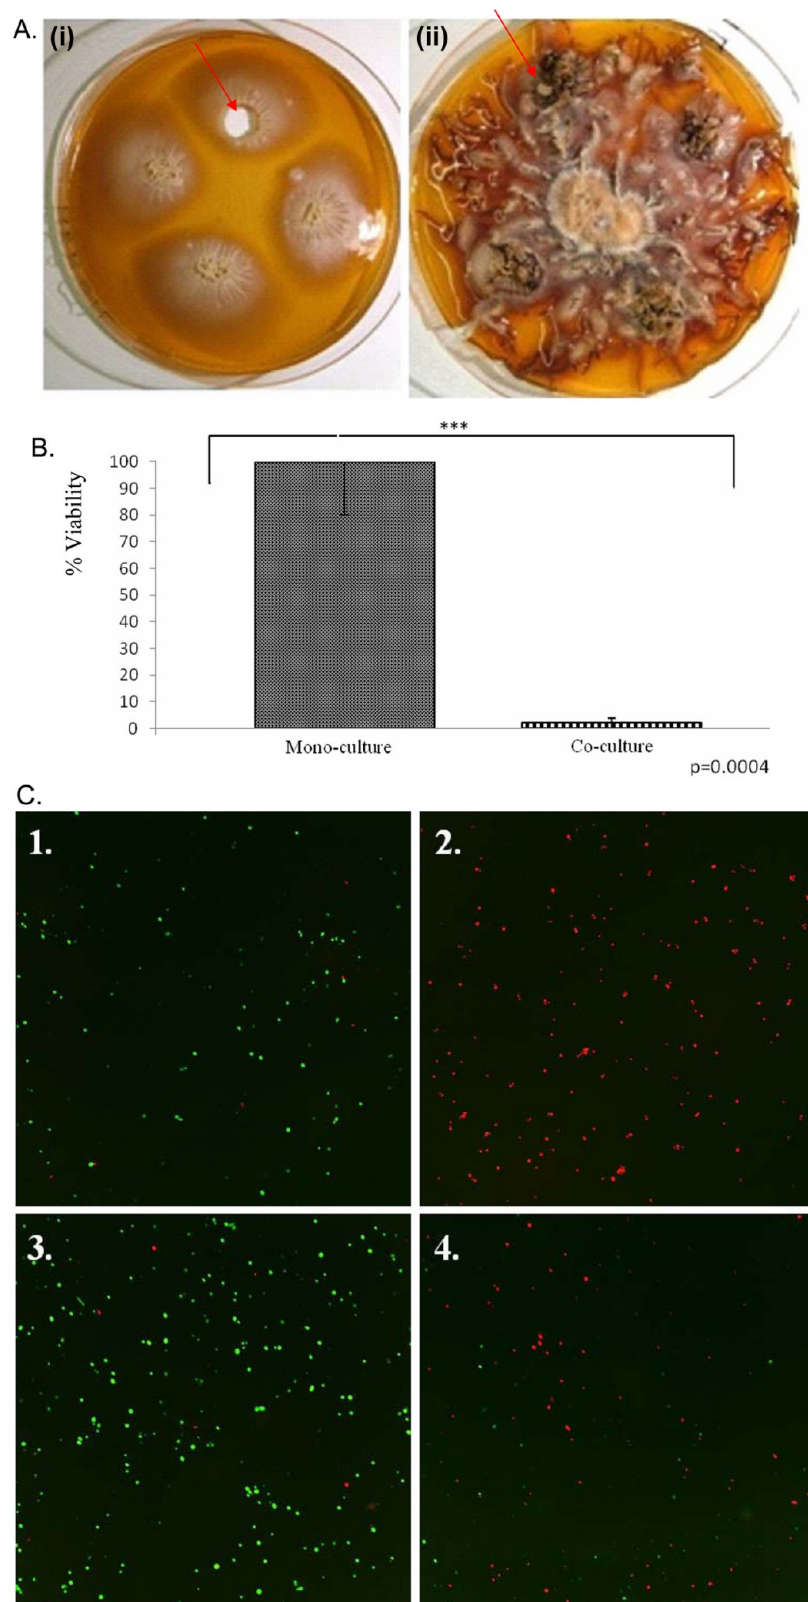 A.
(i)
(ii)
B.
***
% Viability
100
90
80
70
60
50
40
30
20
10
0
Mono-culture
Co-culture
p=0.0004
C.
1.
2.
3.
4.